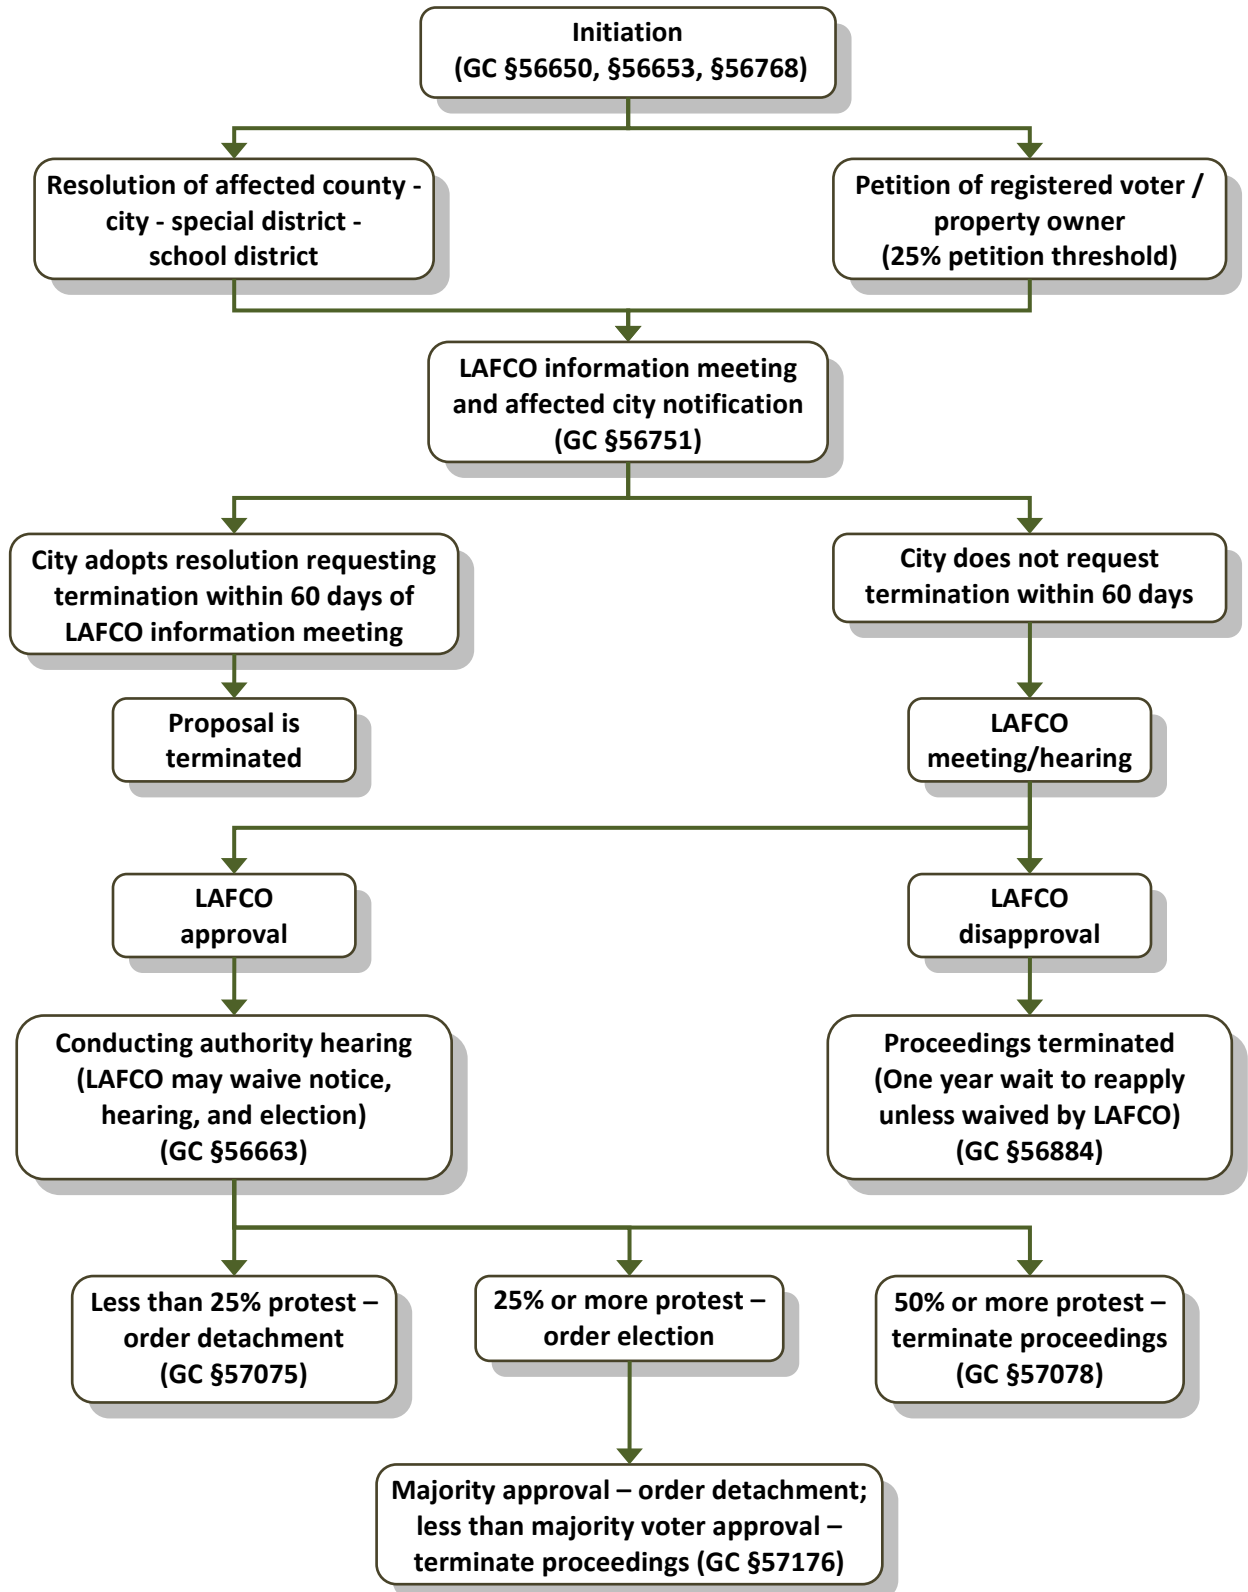 Initiation
(GC §56650, §56653, §56768)
Resolution of affected county -
city - special district -
school district
Petition of registered voter /
property owner
(25% petition threshold)
LAFCO information meeting
and affected city notification
(GC §56751)
City adopts resolution requesting
termination within 60 days of
LAFCO information meeting
City does not request
termination within 60 days
Proposal is
terminated
LAFCO
meeting/hearing
LAFCO
approval
LAFCO
disapproval
Conducting authority hearing
(LAFCO may waive notice,
hearing, and election)
(GC §56663)
Proceedings terminated
(One year wait to reapply
unless waived by LAFCO)
(GC §56884)
Less than 25% protest –
order detachment
(GC §57075)
25% or more protest –
order election
50% or more protest –
terminate proceedings
(GC §57078)
Majority approval – order detachment;
less than majority voter approval –
terminate proceedings (GC §57176)